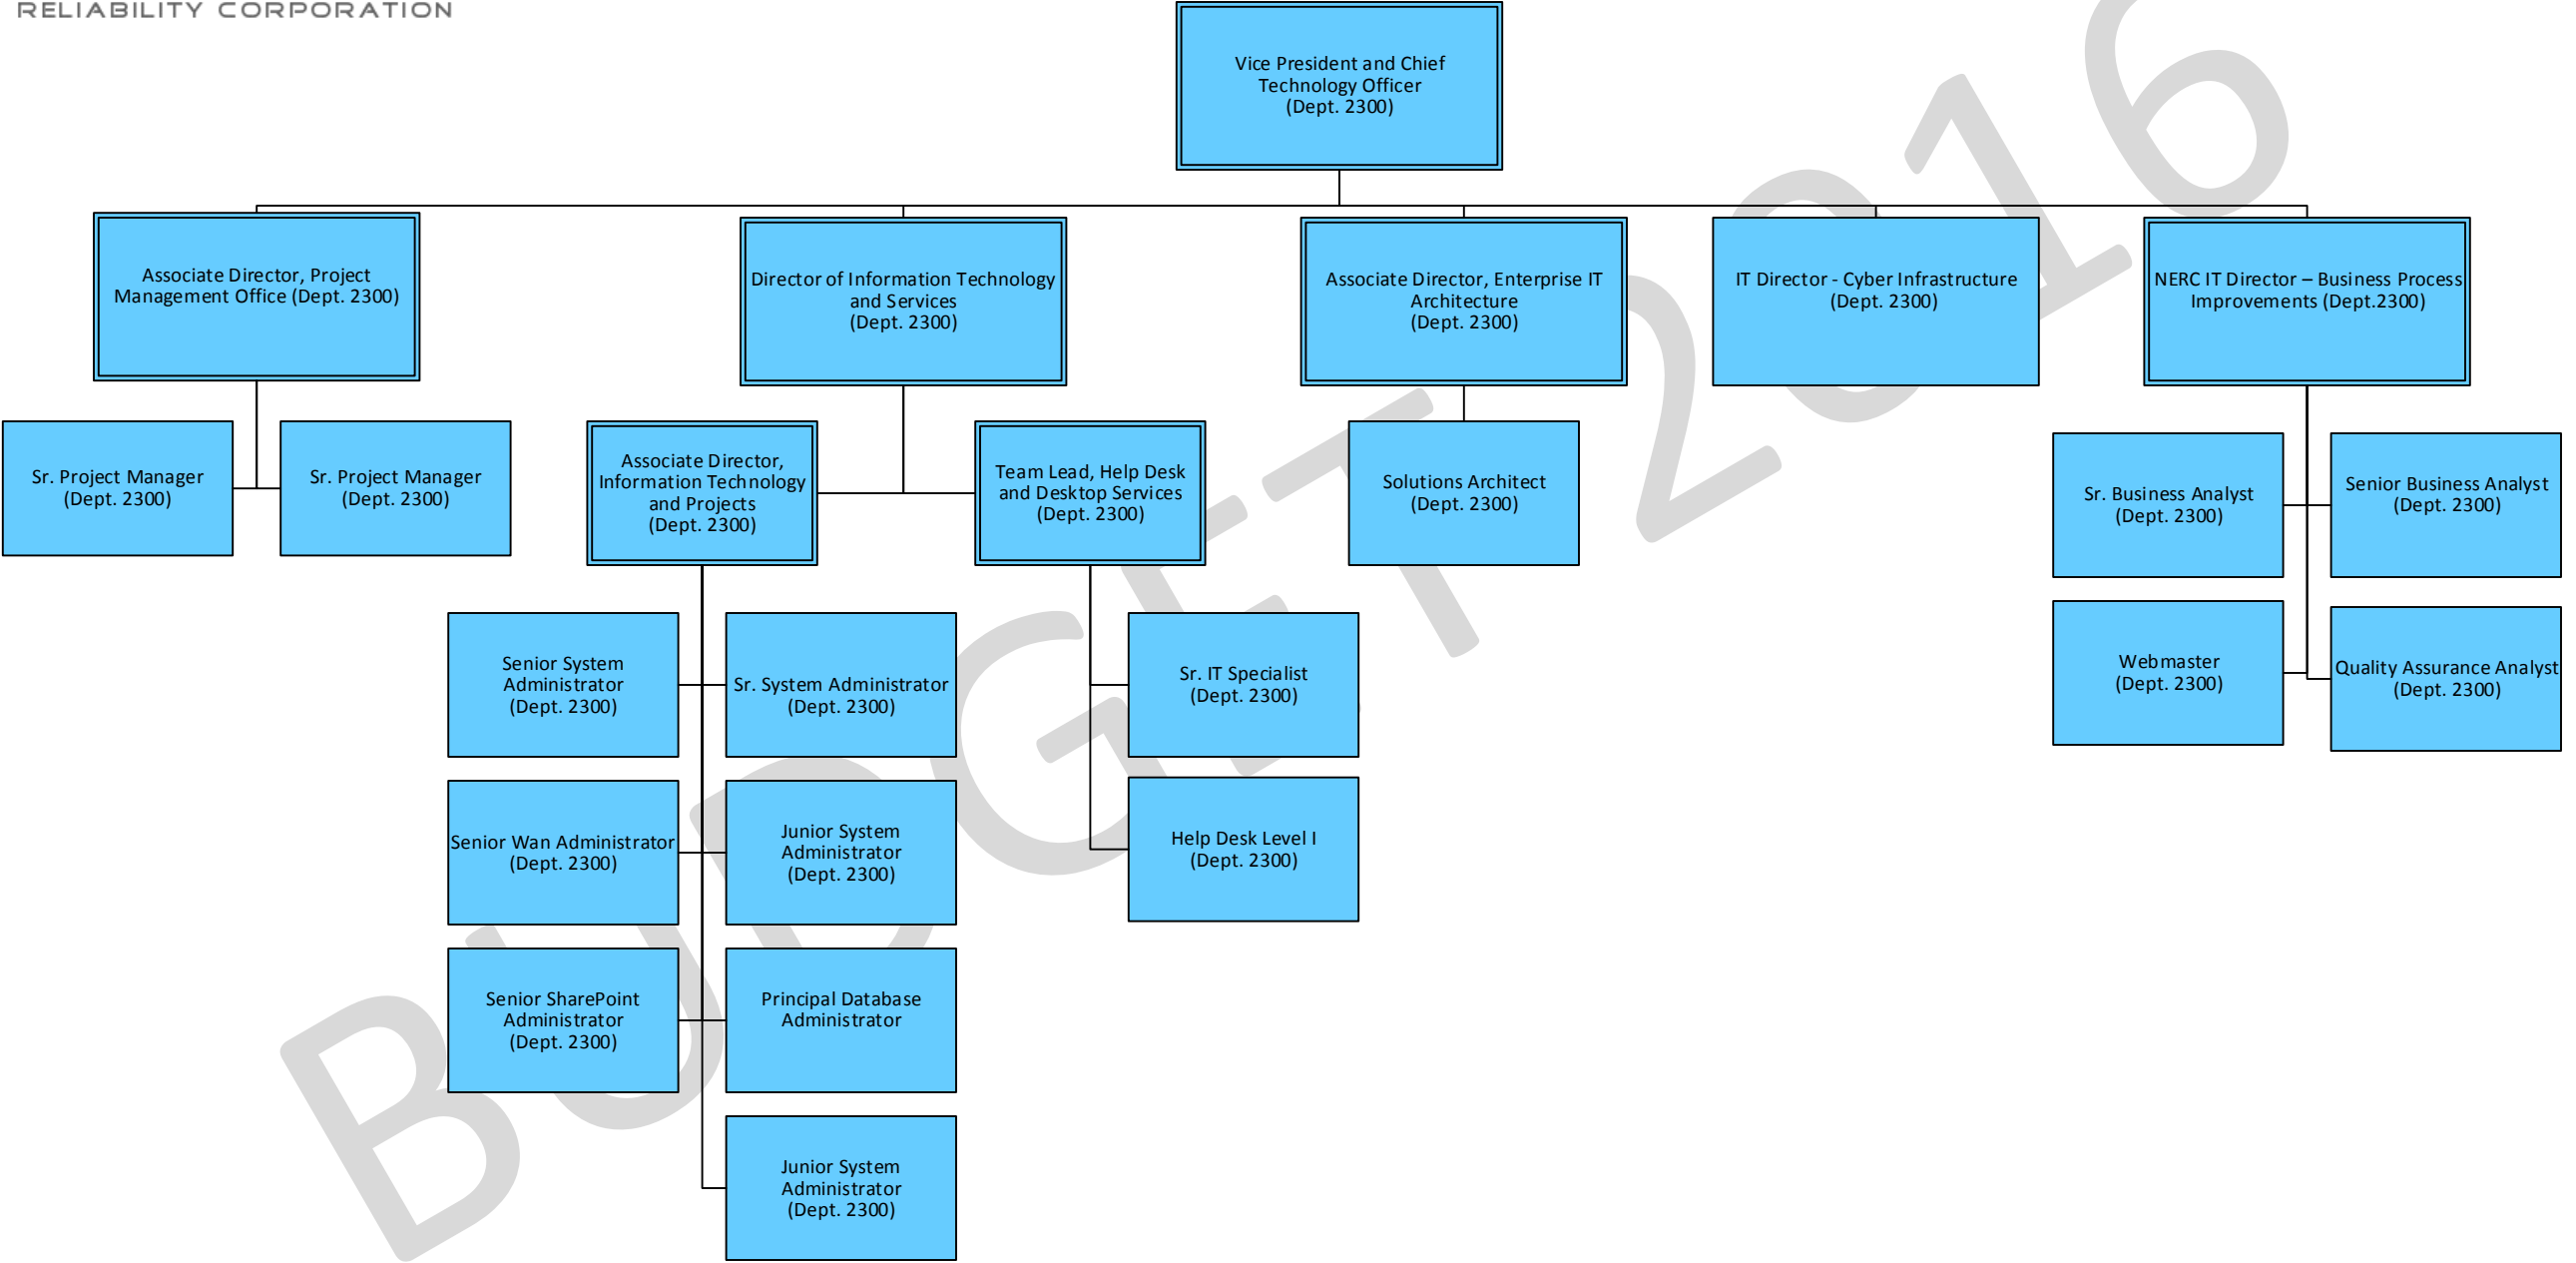 RELIABILITY CORPORATION
Vice President and Chief
Technology Officer
(Dept. 2300)
Associate Director, Project
Management Office (Dept. 2300)
Director of Information Technology
and Services
(Dept. 2300)
Associate Director, Enterprise IT
Architecture
(Dept. 2300)
IT Director - Cyber Infrastructure
(Dept. 2300)
NERC IT Director – Business Process
Improvements (Dept.2300)
Sr. Project Manager
(Dept. 2300)
Sr. Project Manager
(Dept. 2300)
Associate Director,
Information Technology
and Projects
(Dept. 2300)
Team Lead, Help Desk
and Desktop Services
(Dept. 2300)
Solutions Architect
(Dept. 2300)
Sr. Business Analyst
(Dept. 2300)
Senior Business Analyst
(Dept. 2300)
Senior System
Administrator
(Dept. 2300)
Sr. System Administrator
(Dept. 2300)
Sr. IT Specialist
(Dept. 2300)
Webmaster
(Dept. 2300)
Quality Assurance Analyst
(Dept. 2300)
Senior Wan Administrator
(Dept. 2300)
Junior System
Administrator
(Dept. 2300)
Help Desk Level I
(Dept. 2300)
Senior SharePoint
Administrator
(Dept. 2300)
Principal Database
Administrator
Junior System
Administrator
(Dept. 2300)
BUDGET 2016